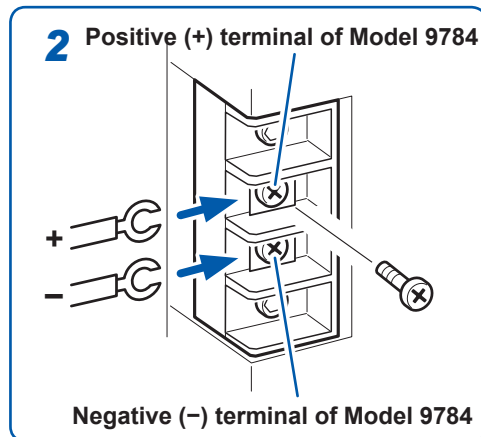 2 Positive (+) terminal of Model 9784
+
−
Negative (−) terminal of Model 9784